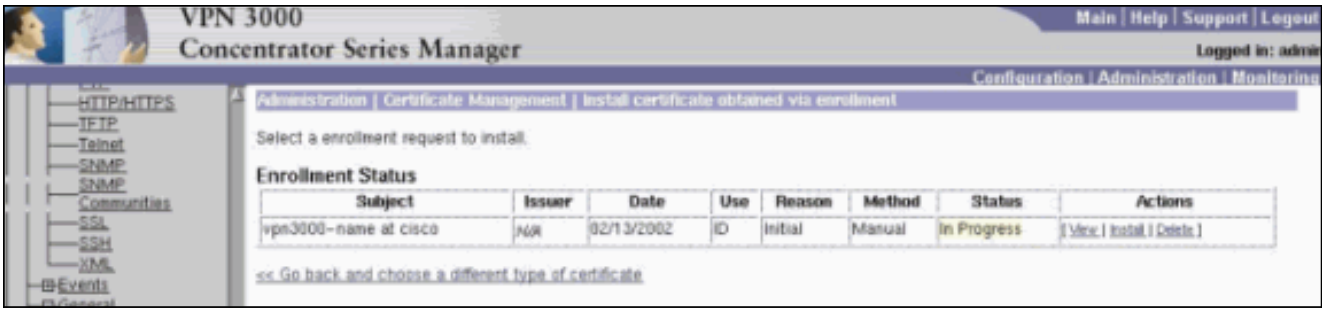 VPN 3000
Concentrator Series Manager
Main | Help | Support | Logout
Logged in: admin
Configuration | Administration | Monitoring
HTTP/HTTPS
TFTP
Telnet
SNMP
SNMP
Communities
SSL
SSH
XML
Events
General
Administration | Certificate Management | Install certificate obtained via enrollment
Select a enrollment request to install.
Enrollment Status
Subject Issuer Date Use Reason Method Status Actions
vpn3000-name at cisco N/A 02/13/2002 ID Initial Manual In Progress [ View | Install | Delete ]
<< Go back and choose a different type of certificate